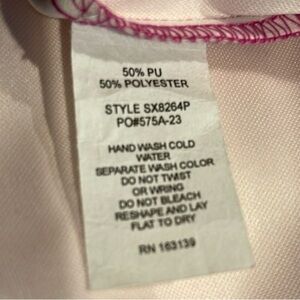 50% PU
50% POLYESTER
STYLE SX8264P
PO#575A-23
HAND WASH COLD
WATER
SEPARATE WASH COLOR
DO NOT TWIST
OR WRING
DO NOT BLEACH
RESHAPE AND LAY
FLAT TO DRY
RN 163139